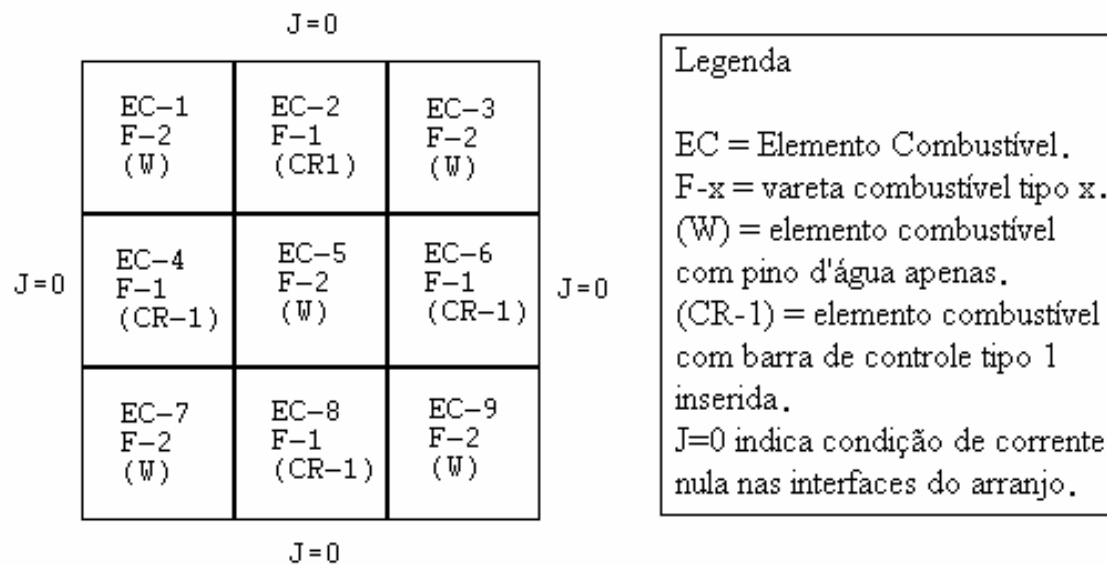 J=0
EC-1
F-2
(W)
EC-2
F-1
(CR1)
EC-3
F-2
(W)
J=0
EC-4
F-1
(CR-1)
EC-5
F-2
(W)
EC-6
F-1
(CR-1)
J=0
EC-7
F-2
(W)
EC-8
F-1
(CR-1)
EC-9
F-2
(W)
J=0
Legenda
EC = Elemento Combustível.
F-x = vareta combustível tipo x.
(W) = elemento combustível
com pino d'água apenas.
(CR-1) = elemento combustível
com barra de controle tipo 1
inserida.
J=0 indica condição de corrente
nula nas interfaces do arranjo.